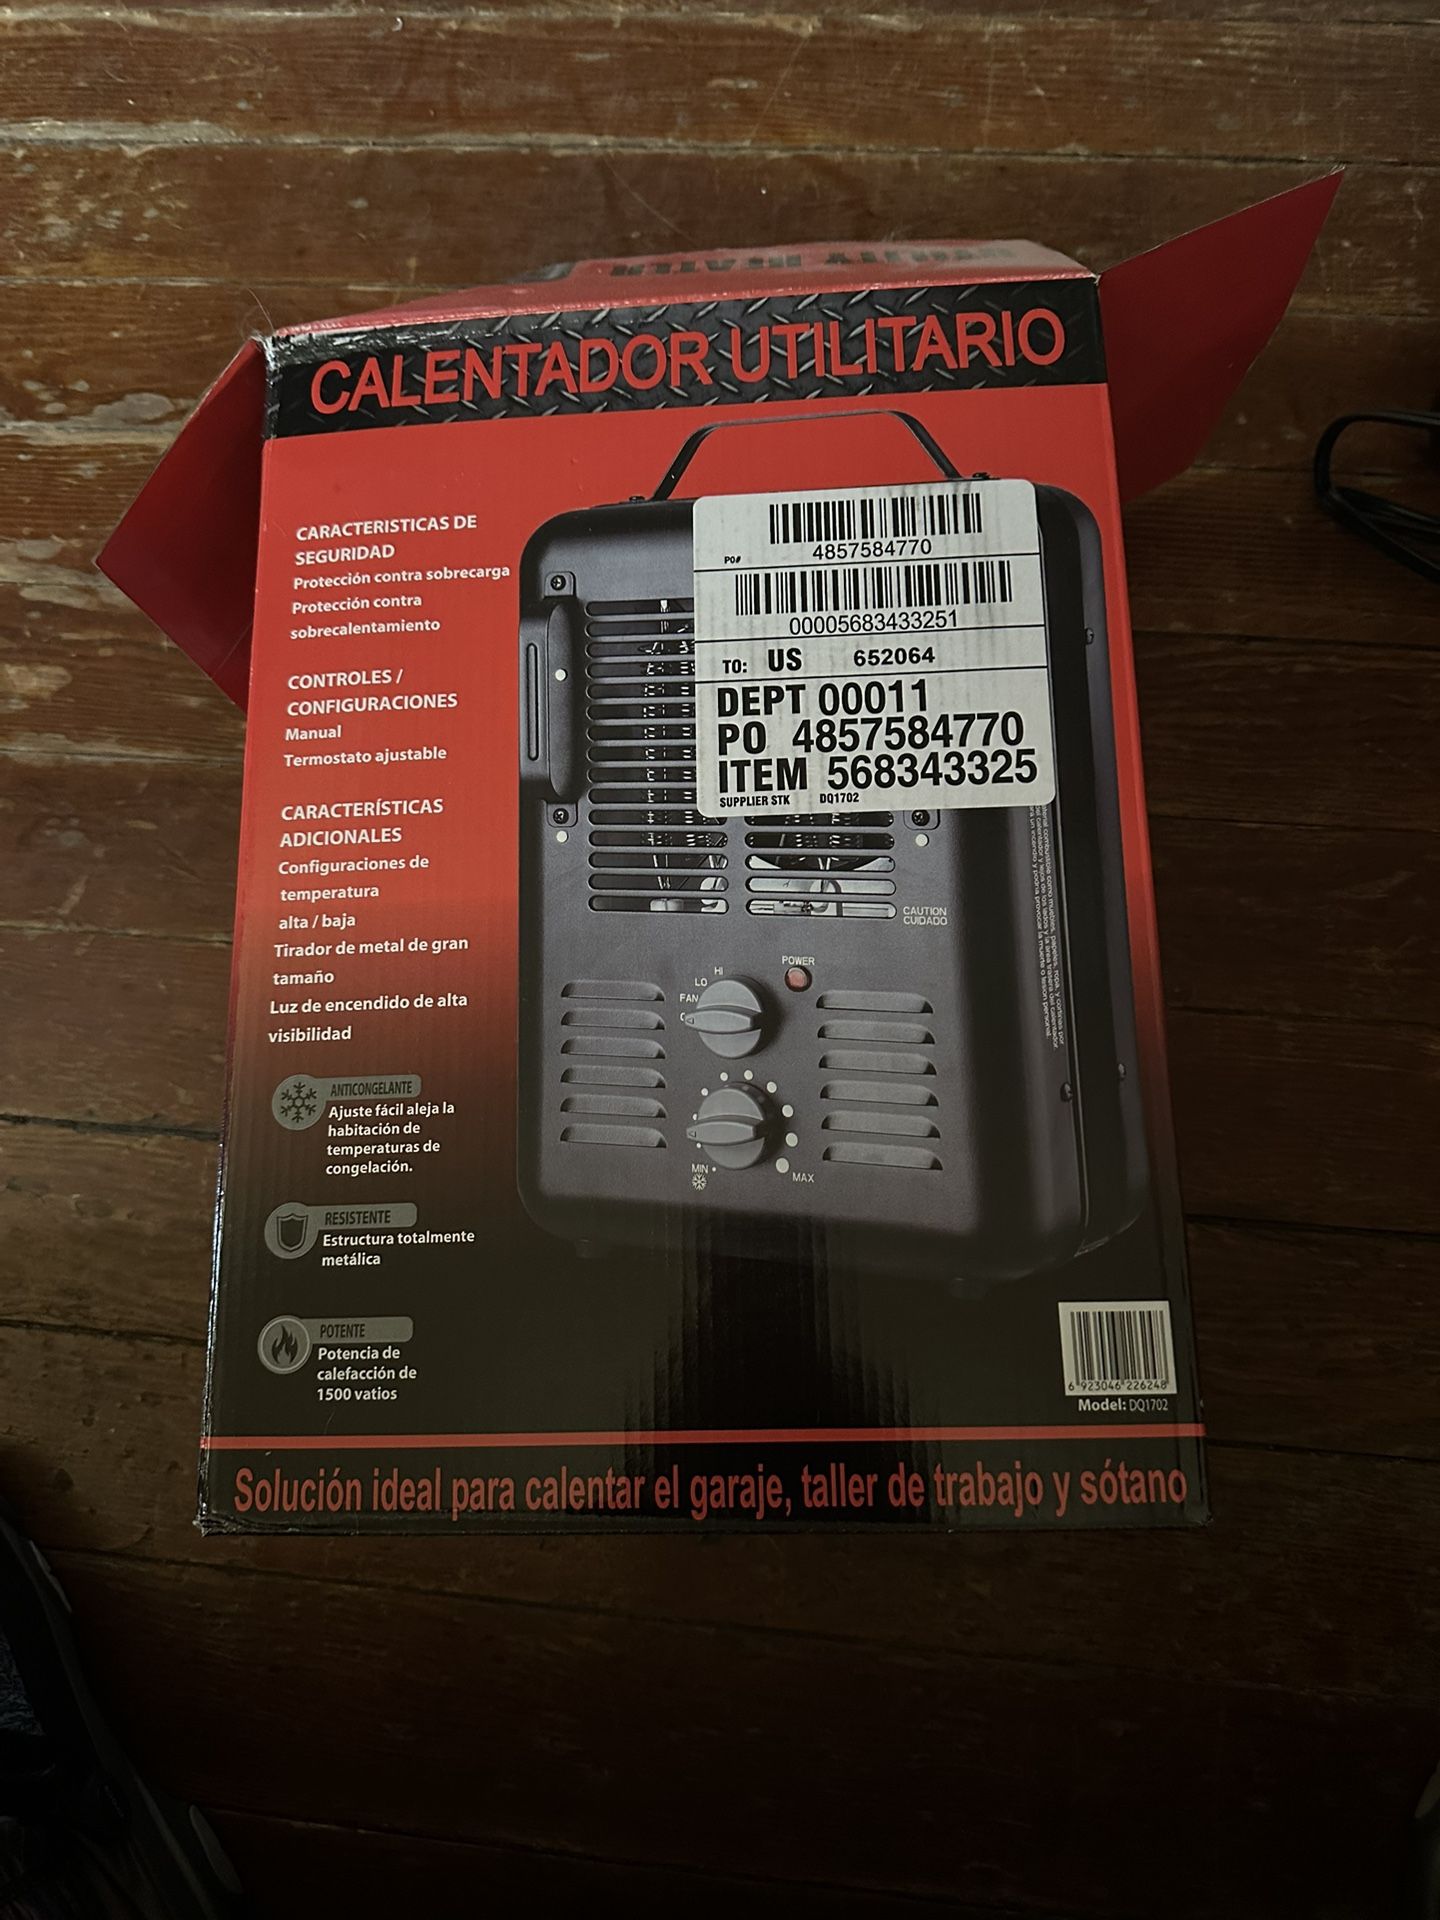 CALENTADOR UTILITARIO
CARACTERISTICAS DE
SEGURIDAD
Protección contra sobrecarga
Protección contra
sobrecalentamiento
CONTROLES /
CONFIGURACIONES
Manual
Termostato ajustable
CARACTERÍSTICAS
ADICIONALES
Configuraciones de
temperatura
alta / baja
Tirador de metal de gran
tamaño
Luz de encendido de alta
visibilidad
ANTICONGELANTE
Ajuste fácil aleja la
habitación de
temperaturas de
congelación.
RESISTENTE
Estructura totalmente
metálica
POTENTE
Potencia de
calefacción de
1500 vatios
PO#
4857584770
00005683433251
TO: US 652064
DEPT 00011
PO 4857584770
ITEM 568343325
SUPPLIER STK DQ1702
CAUTION
CUIDADO
POWER
HI
LO
FAN
MIN
MAX
6 923046 226248
Model: DQ1702
Solución ideal para calentar el garaje, taller de trabajo y sótano